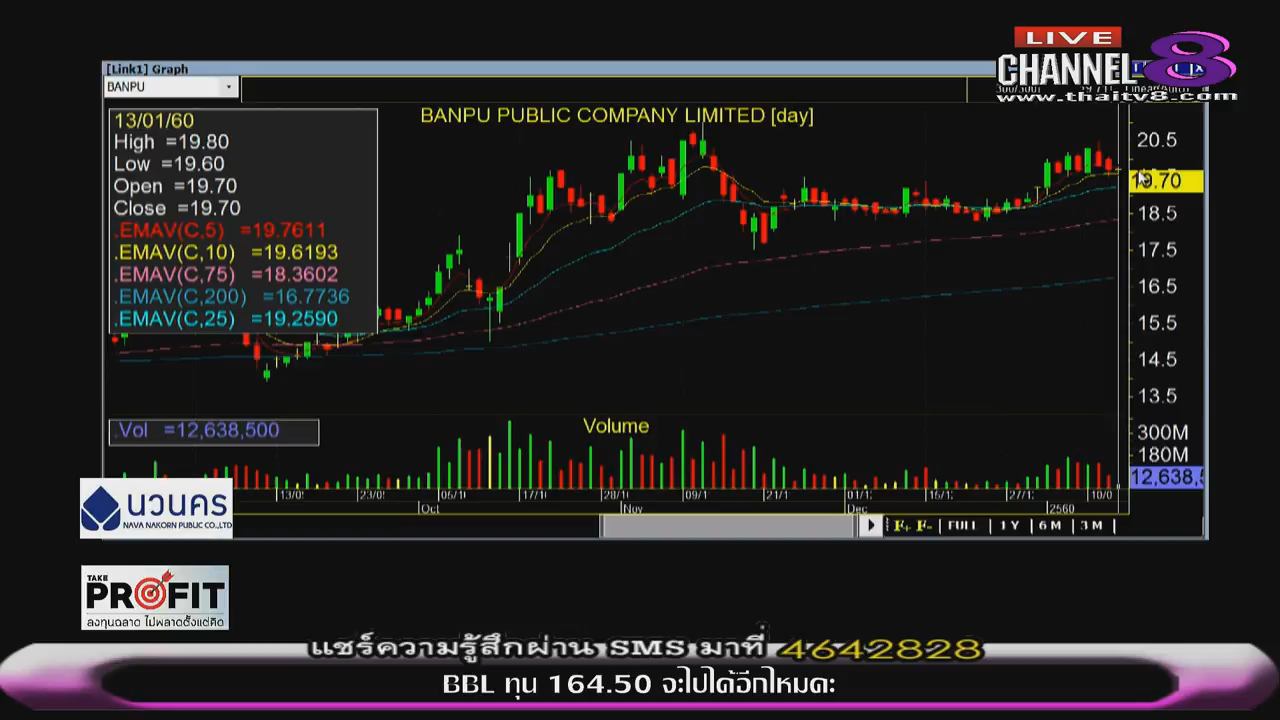 LIVE
CHANNEL 8
www.thaitv8.com
[Link1] Graph
BANPU
BANPU PUBLIC COMPANY LIMITED [day]
13/01/60
High =19.80
Low =19.60
Open =19.70
Close =19.70
.EMAV(C,5) =19.7611
.EMAV(C,10) =19.6193
.EMAV(C,75) =18.3602
.EMAV(C,200) =16.7736
.EMAV(C,25) =19.2590
20.5
19.70
18.5
17.5
16.5
15.5
14.5
13.5
.Vol =12,638,500
Volume
300M
180M
12,638,5
13/0 23/0 05/1 17/1 28/1 09/1 21/1 01/1 15/1 27/1 10/0
Oct Nov Dec 2560
F+ F- FULL 1 Y 6 M 3 M
นวนคร
NAVA NAKORN PUBLIC CO.,LTD
TAKE
PROFIT
ลงทุนฉลาด ไม่พลาดตั้งแต่คิด
แชร์ความรู้สึกผ่าน SMS มาที่ 4642828
BBL ทุน 164.50 จะไปได้อีกไหมคะ